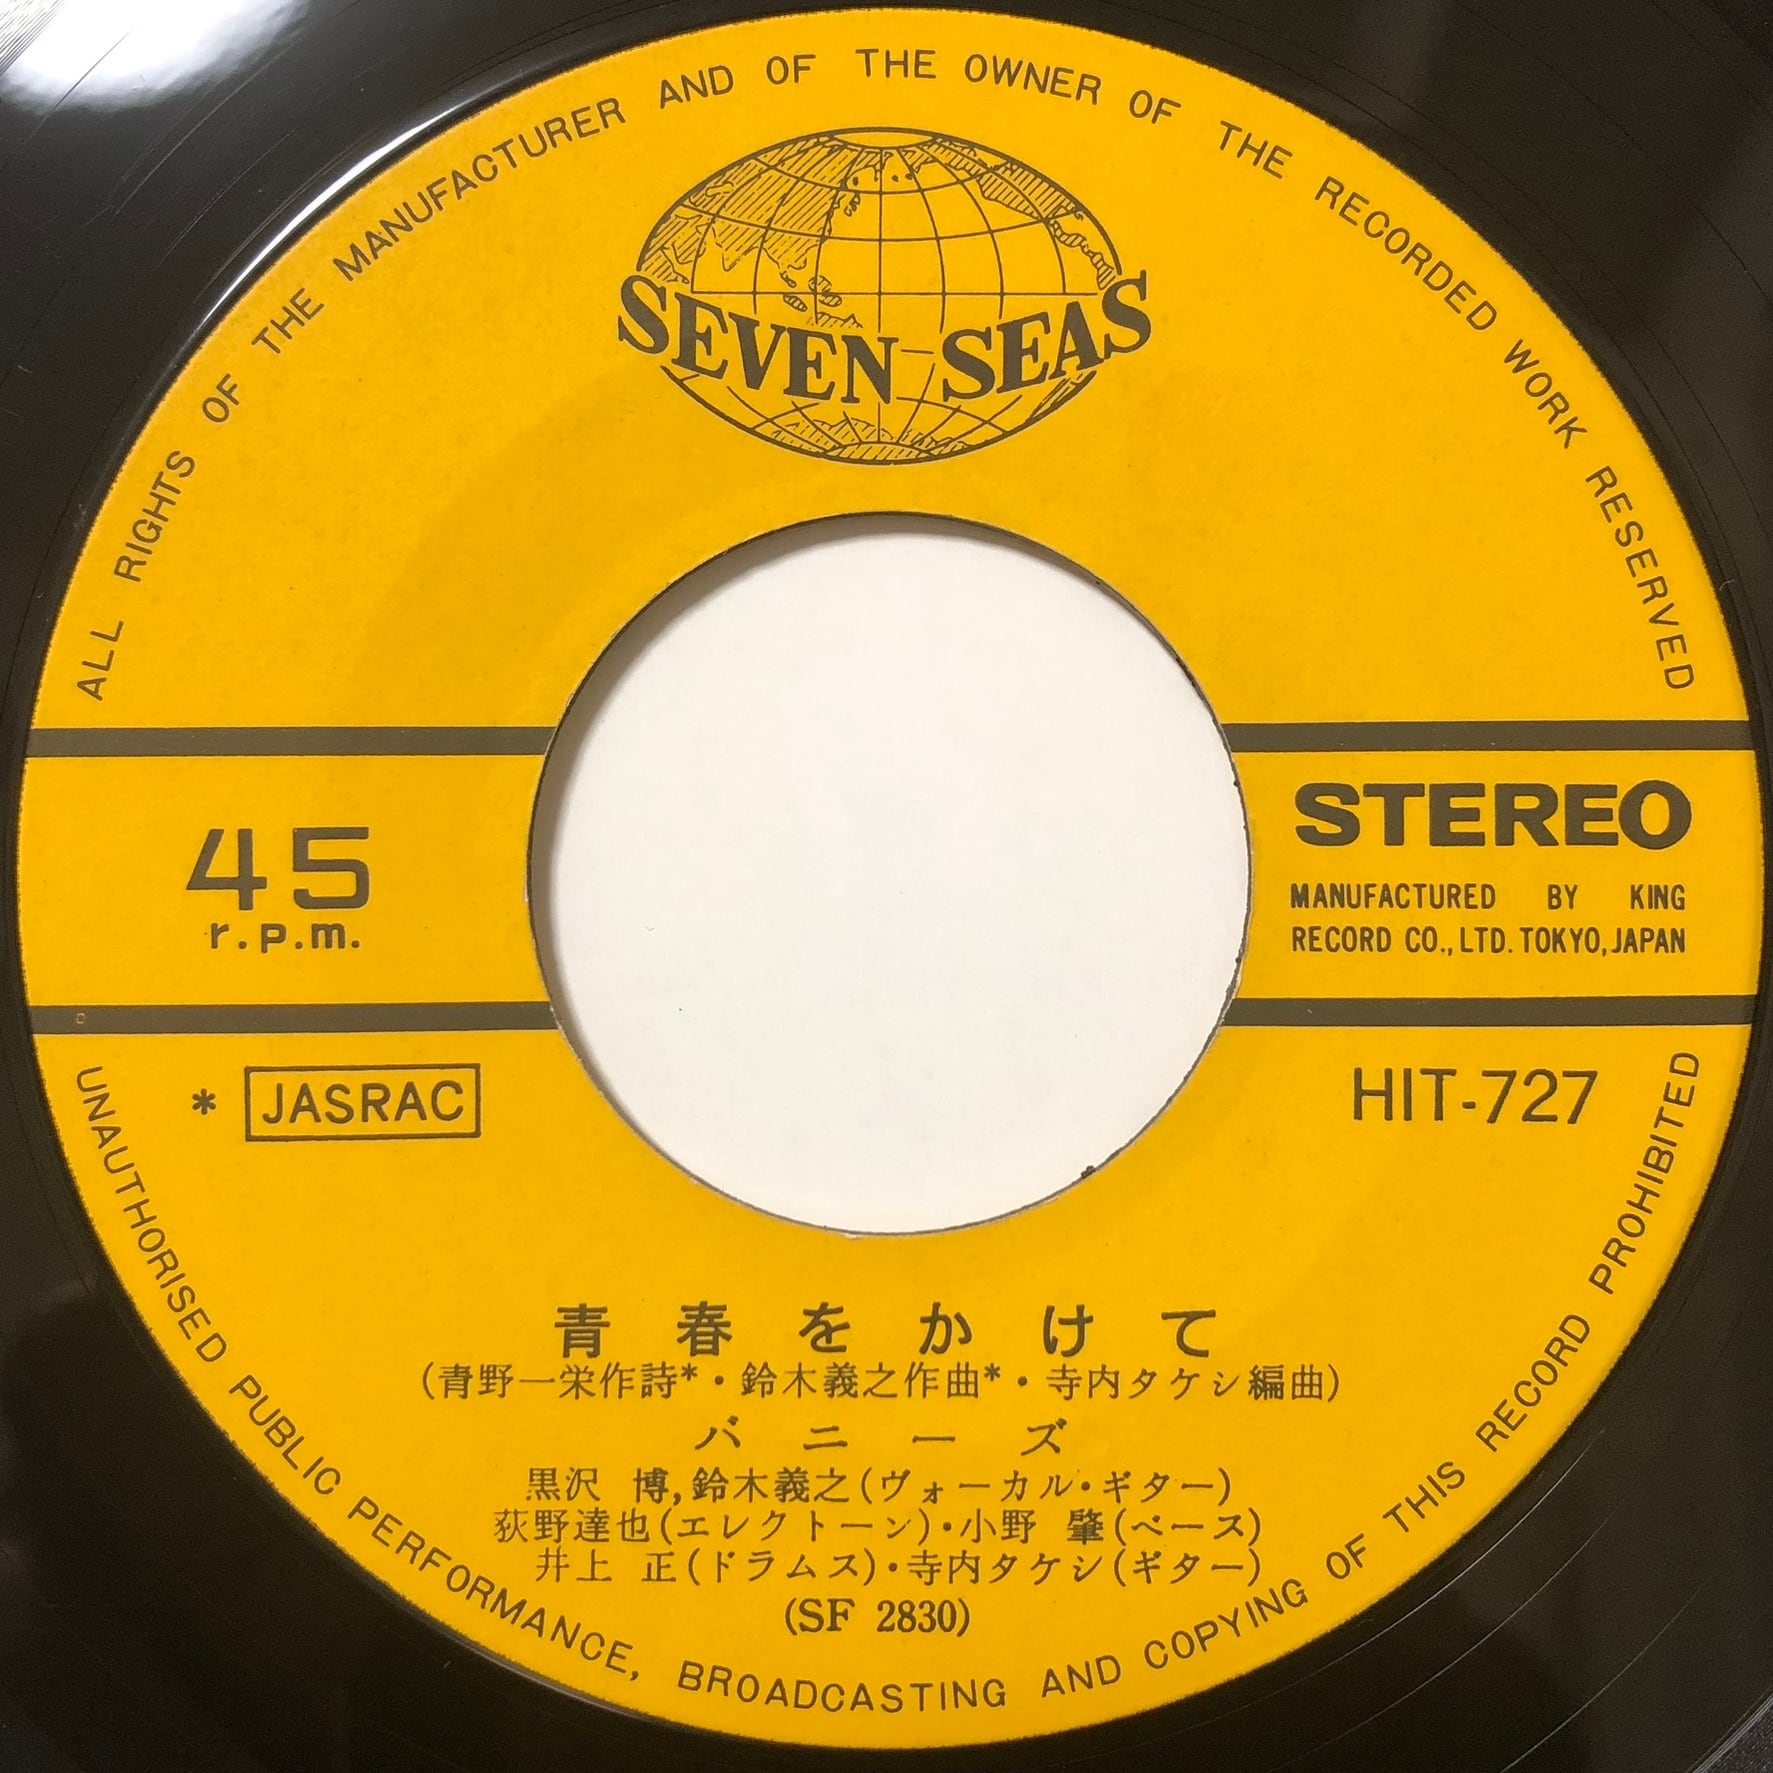 ALL RIGHTS OF THE MANUFACTURER AND OF THE OWNER OF THE RECORDED WORK RESERVED
SEVEN SEAS
45
r.p.m.
STEREO
MANUFACTURED BY KING
RECORD CO., LTD. TOKYO, JAPAN
* JASRAC
HIT-727
青春をかけて
(青野一栄作詩*・鈴木義之作曲*・寺内タケシ編曲)
バニーズ
黒沢 博,鈴木義之(ヴォーカル・ギター)
荻野達也(エレクトーン)・小野 肇(ベース)
井上 正(ドラムス)・寺内タケシ(ギター)
(SF 2830)
UNAUTHORISED PUBLIC PERFORMANCE, BROADCASTING AND COPYING OF THIS RECORD PROHIBITED